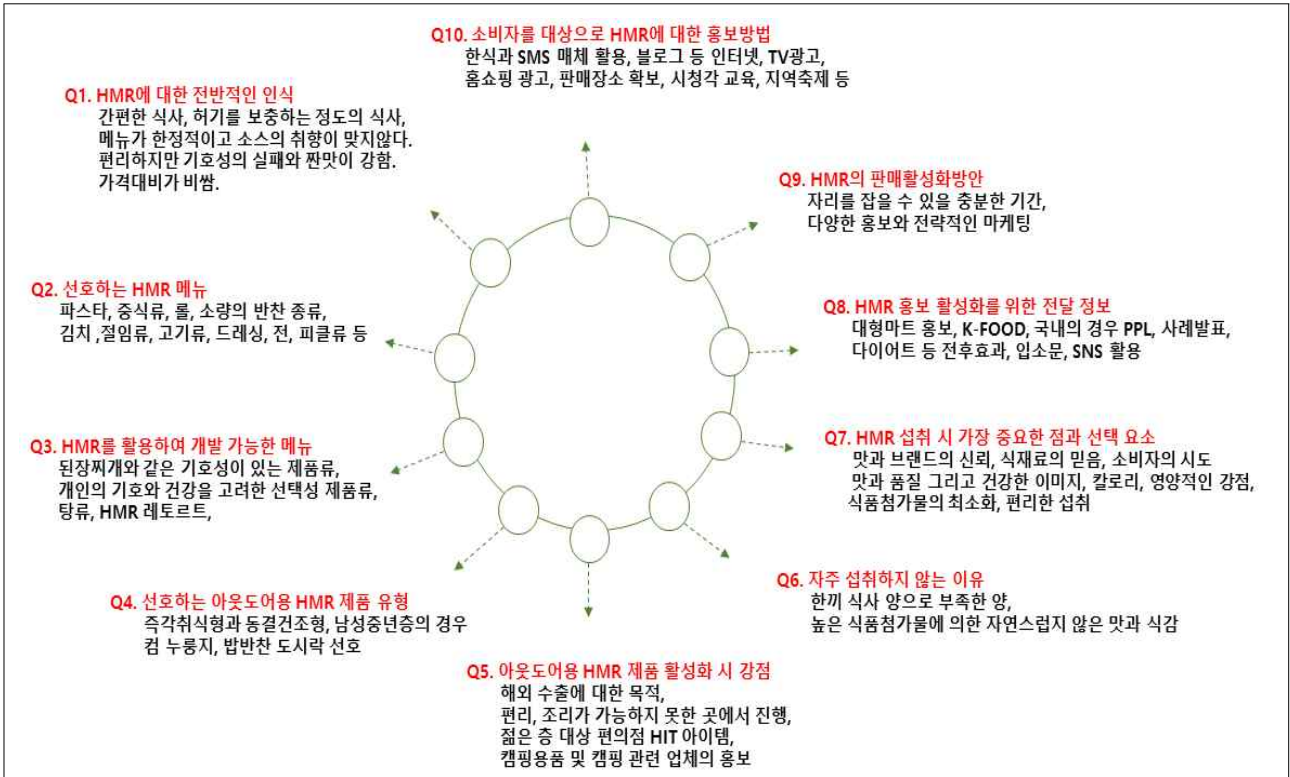 Q10. 소비자를 대상으로 HMR에 대한 홍보방법
한식과 SMS 매체 활용, 블로그 등 인터넷, TV광고,
홈쇼핑 광고, 판매장소 확보, 시청각 교육, 지역축제 등
Q1. HMR에 대한 전반적인 인식
간편한 식사, 허기를 보충하는 정도의 식사,
메뉴가 한정적이고 소스의 취향이 맞지않다.
편리하지만 기호성의 실패와 짠맛이 강함.
가격대비가 비쌈.
Q9. HMR의 판매활성화방안
자리를 잡을 수 있을 충분한 기간,
다양한 홍보와 전략적인 마케팅
Q2. 선호하는 HMR 메뉴
파스타, 중식류, 롤, 소량의 반찬 종류,
김치 ,절임류, 고기류, 드레싱, 전, 피클류 등
Q8. HMR 홍보 활성화를 위한 전달 정보
대형마트 홍보, K-FOOD, 국내의 경우 PPL, 사례발표,
다이어트 등 전후효과, 입소문, SNS 활용
Q3. HMR를 활용하여 개발 가능한 메뉴
된장찌개와 같은 기호성이 있는 제품류,
개인의 기호와 건강을 고려한 선택성 제품류,
탕류, HMR 레토르트,
Q7. HMR 섭취 시 가장 중요한 점과 선택 요소
맛과 브랜드의 신뢰, 식재료의 믿음, 소비자의 시도
맛과 품질 그리고 건강한 이미지, 칼로리, 영양적인 강점,
식품첨가물의 최소화, 편리한 섭취
Q4. 선호하는 아웃도어용 HMR 제품 유형
즉각취식형과 동결건조형, 남성중년층의 경우
컵 누룽지, 밥반찬 도시락 선호
Q6. 자주 섭취하지 않는 이유
한끼 식사 양으로 부족한 양,
높은 식품첨가물에 의한 자연스럽지 않은 맛과 식감
Q5. 아웃도어용 HMR 제품 활성화 시 강점
해외 수출에 대한 목적,
편리, 조리가 가능하지 못한 곳에서 진행,
젊은 층 대상 편의점 HIT 아이템,
캠핑용품 및 캠핑 관련 업체의 홍보